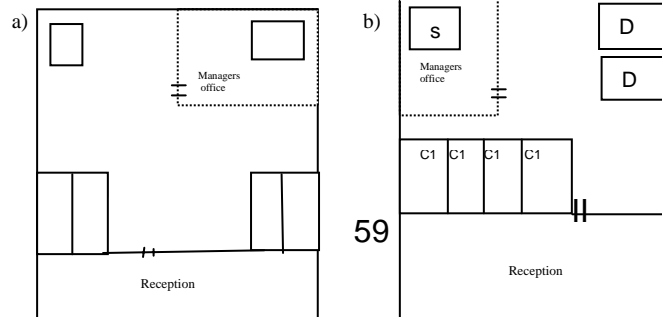 a)
Managers
office
Reception
b)
s
D
Managers
office
D
C1 C1 C1 C1
59
Reception